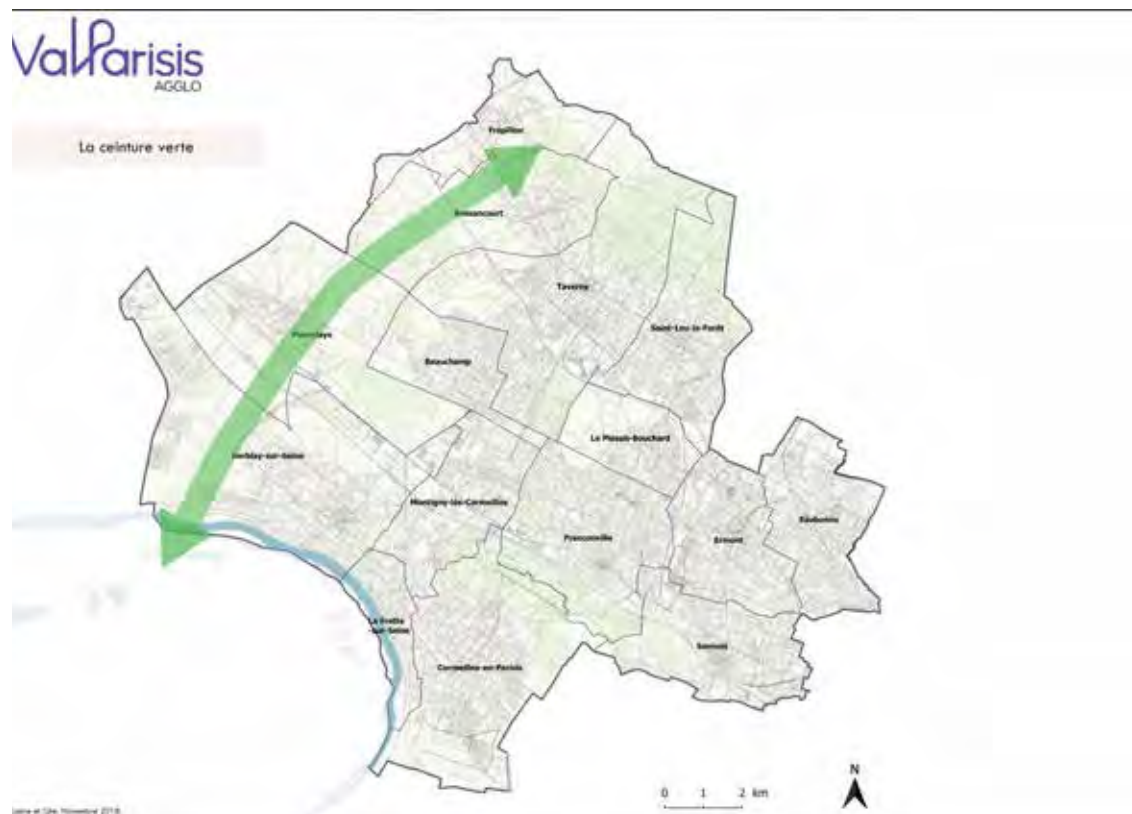 ValParisis
AGGLO
La ceinture verte
Frépillon
Bessancourt
Taverny
Saint-Leu-la-Forêt
Pierrelaye
Beauchamp
Le Plessis-Bouchard
Herblay-sur-Seine
Montigny-lès-Cormeilles
Franconville
Ermont
Eaubonne
La Frette
-sur-Seine
Sannois
Cormeilles-en-Parisis
N
0 1 2 km
Novembre 2018